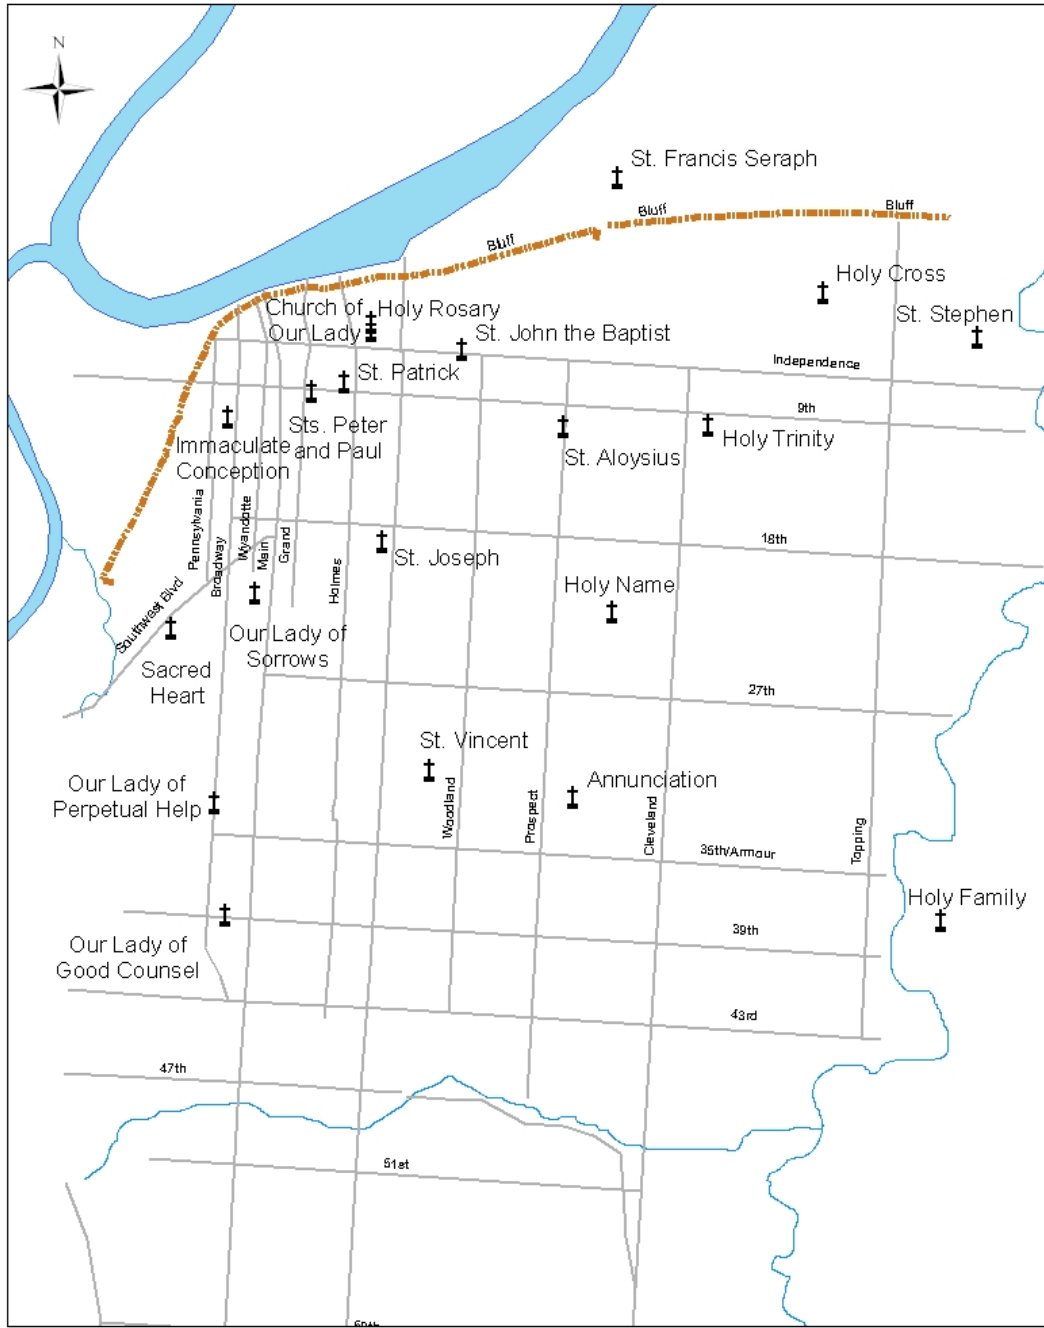 N
St. Francis Seraph
Bluff
Bluff
Bluff
Holy Cross
St. Stephen
Church of
Our Lady
Holy Rosary
St. John the Baptist
Independence
St. Patrick
9th
Sts. Peter
and Paul
Immaculate
Conception
St. Aloysius
Holy Trinity
Pennsylvania
Broadway
Wyandotte
Main
Grand
Holmes
18th
St. Joseph
Holy Name
Southwest Blvd
Our Lady of
Sorrows
Sacred
Heart
27th
St. Vincent
Annunciation
Our Lady of
Perpetual Help
Woodland
Prospect
Cleveland
Topping
35th/Armour
Holy Family
39th
Our Lady of
Good Counsel
43rd
47th
51st